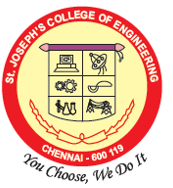 St. JOSEPH'S COLLEGE OF ENGINEERING
CHENNAI - 600 119
You Choose, We Do It